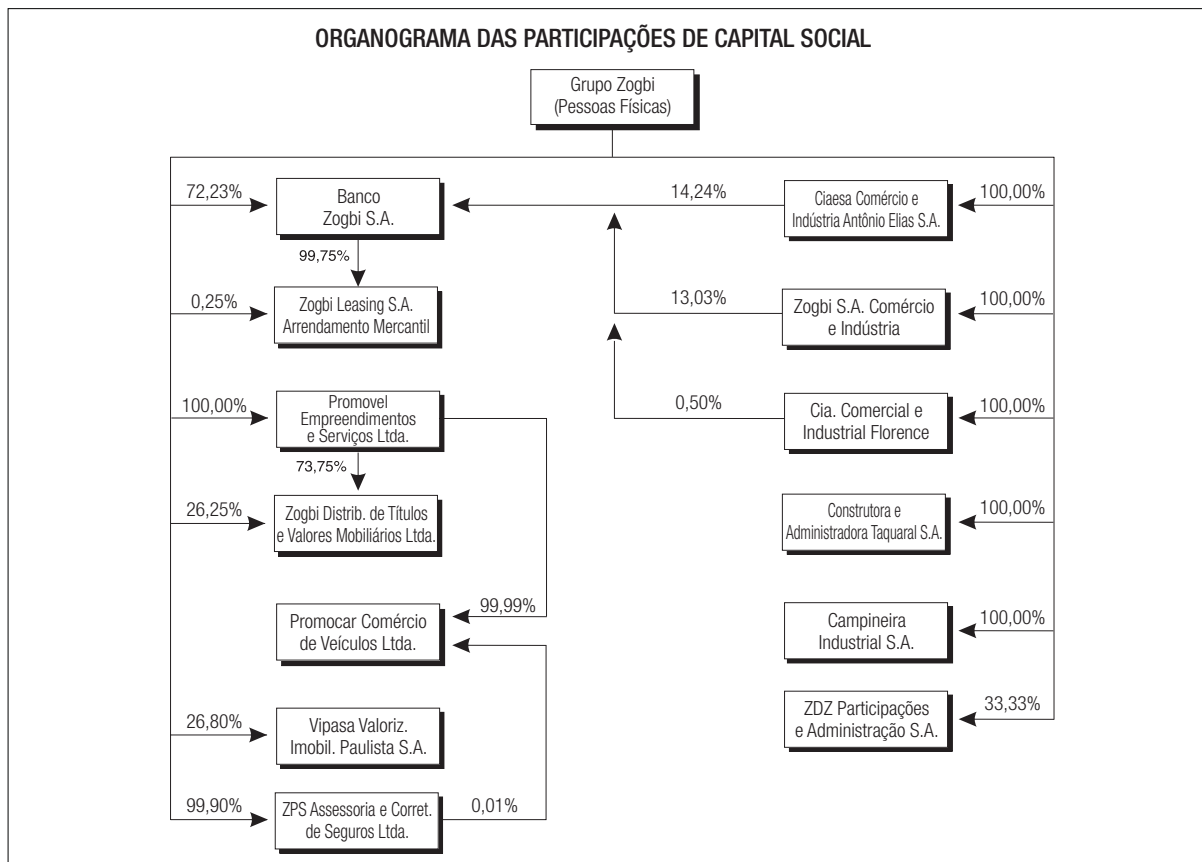 ORGANOGRAMA DAS PARTICIPAÇÕES DE CAPITAL SOCIAL
Grupo Zogbi
(Pessoas Físicas)
72,23%
Banco
Zogbi S.A.
14,24%
Ciaesa Comércio e
Indústria Antônio Elias S.A.
100,00%
99,75%
0,25%
Zogbi Leasing S.A.
Arrendamento Mercantil
13,03%
Zogbi S.A. Comércio
e Indústria
100,00%
100,00%
Promovel
Empreendimentos
e Serviços Ltda.
0,50%
Cia. Comercial e
Industrial Florence
100,00%
73,75%
26,25%
Zogbi Distrib. de Títulos
e Valores Mobiliários Ltda.
Construtora e
Administradora Taquaral S.A.
100,00%
Promocar Comércio
de Veículos Ltda.
99,99%
Campineira
Industrial S.A.
100,00%
26,80%
Vipasa Valoriz.
Imobil. Paulista S.A.
ZDZ Participações
e Administração S.A.
33,33%
99,90%
ZPS Assessoria e Corret.
de Seguros Ltda.
0,01%